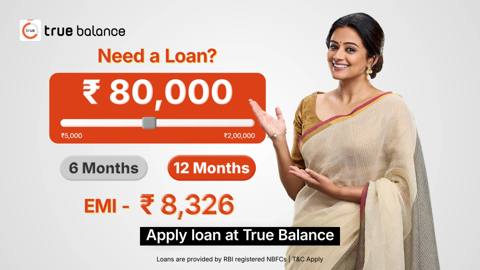 true
true balance
Need a Loan?
₹ 80,000
₹5,000
₹2,00,000
6 Months
12 Months
EMI - ₹ 8,326
Apply loan at True Balance
Loans are provided by RBI registered NBFCs | T&C Apply